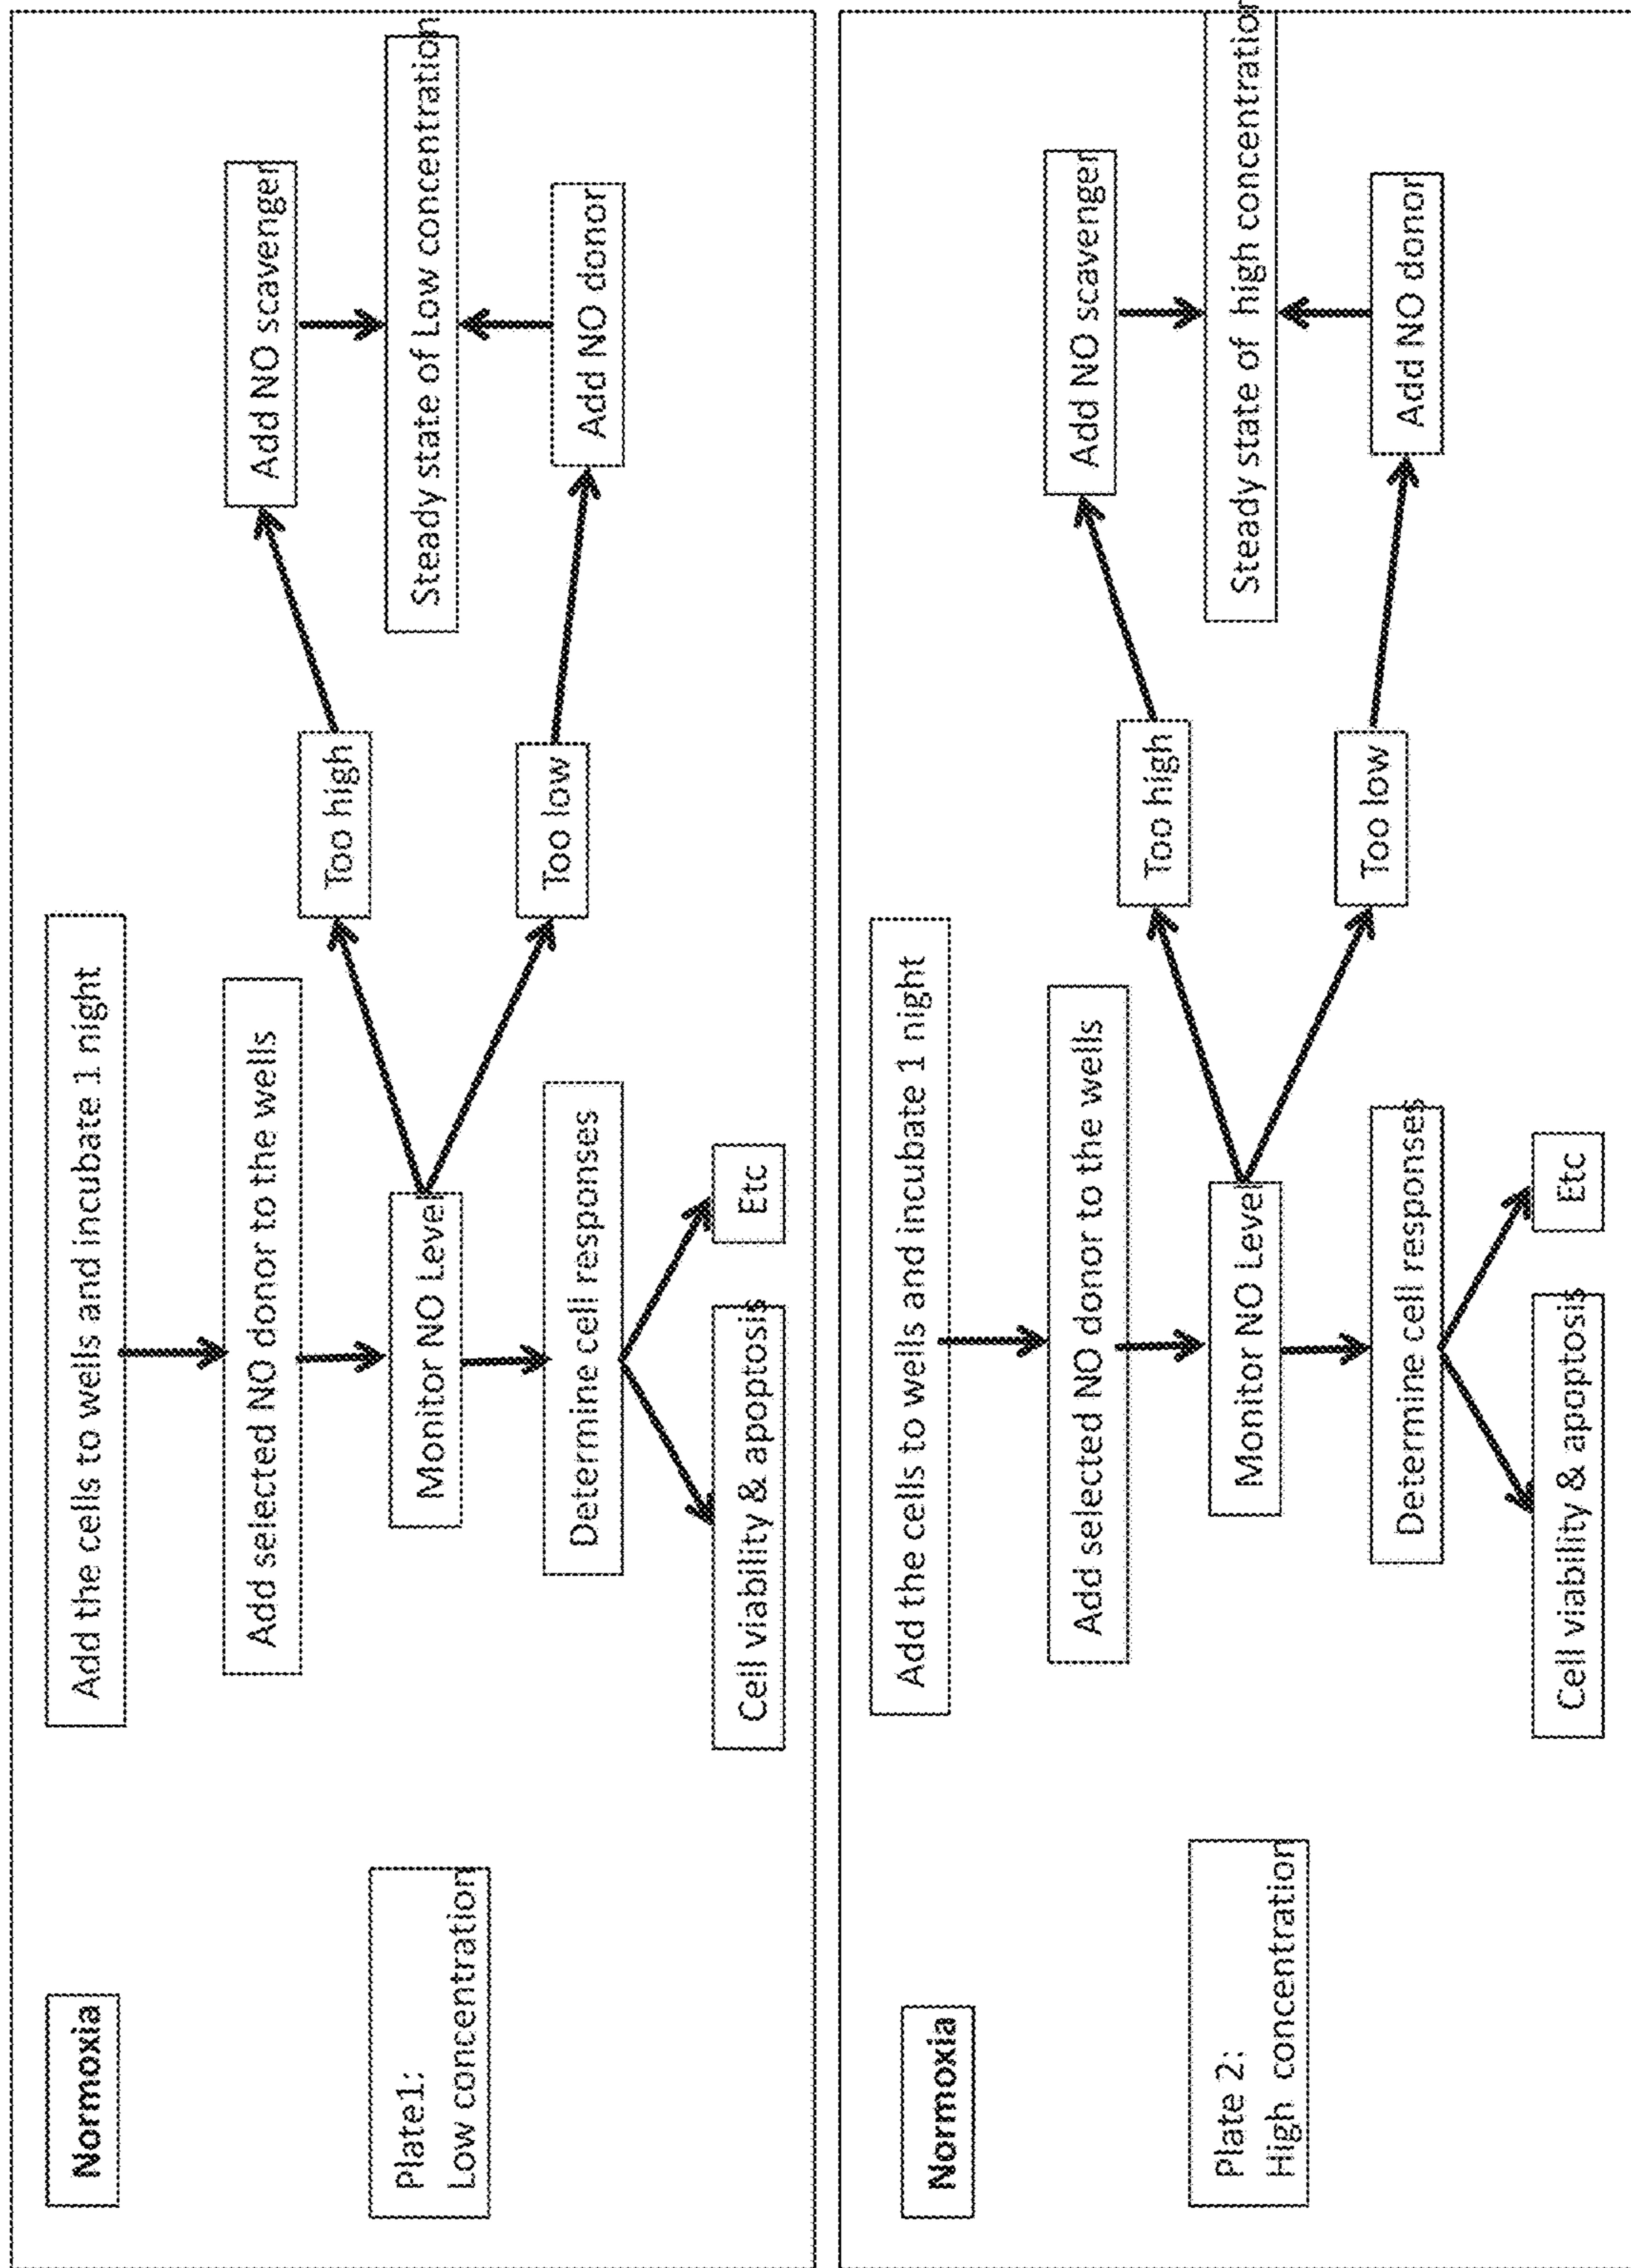 Normoxia
Add the cells to wells and incubate 1 night
Add selected NO donor to the wells
Add NO scavenger
Too high
Plate1:
Low concentration
Monitor NO Level
Steady state of Low concentration
Too low
Add NO donor
Determine cell responses
Cell viability & apoptosis
Etc
Normoxia
Add the cells to wells and incubate 1 night
Add selected NO donor to the wells
Add NO scavenger
Too high
Plate 2:
High concentration
Monitor NO Level
Steady state of high concentration
Too low
Add NO donor
Determine cell responses
Cell viability & apoptosis
Etc